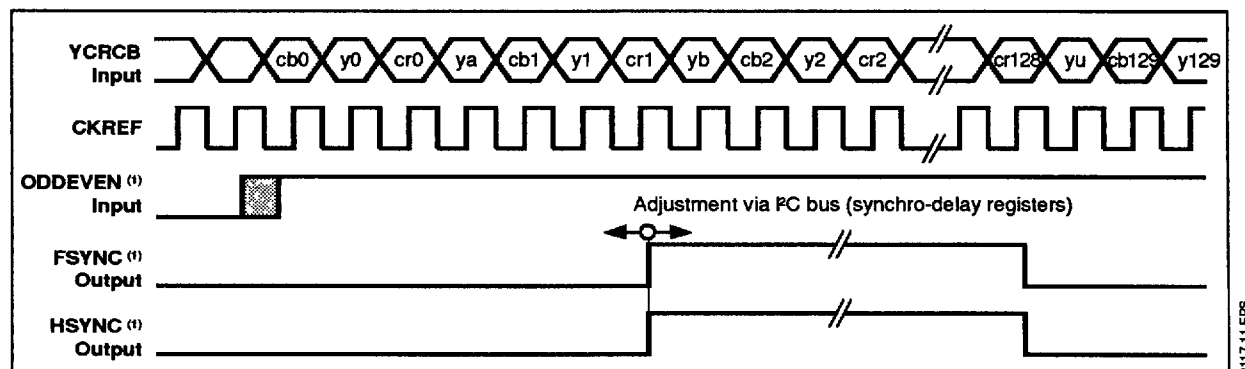 YCRCB Input
cb0 y0 cr0 ya cb1 y1 cr1 yb cb2 y2 cr2 // cr128 yu cb129 y129
CKREF
//
ODDEVEN (1)
Input
Adjustment via I²C bus (synchro-delay registers)
FSYNC (1)
Output
//
HSYNC (1)
Output
//